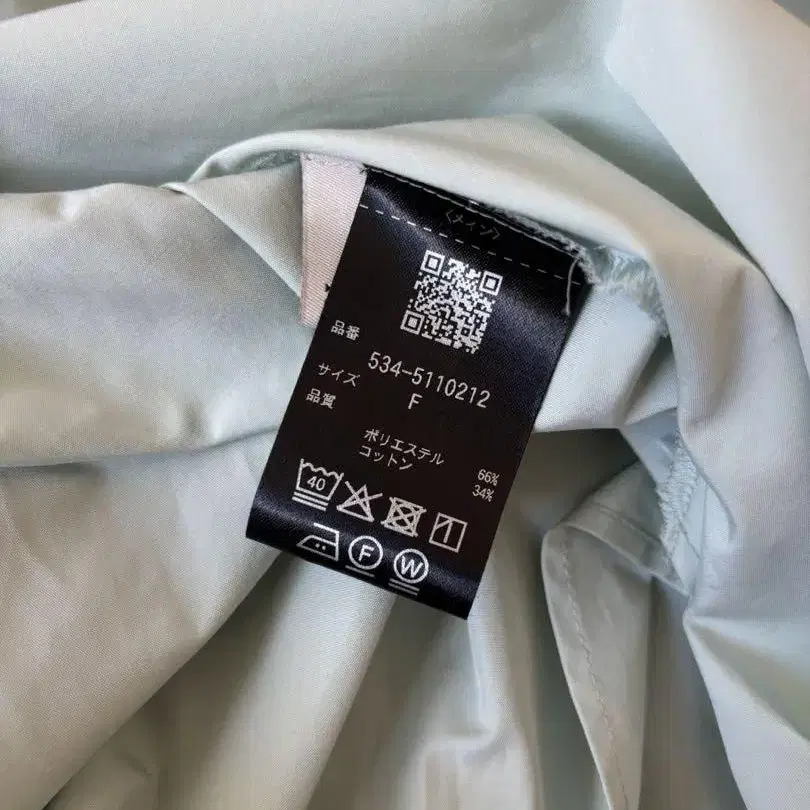 〈メイン〉
品番 534-5110212
サイズ F
品質
ポリエステル 66%
コットン 34%
40
F W